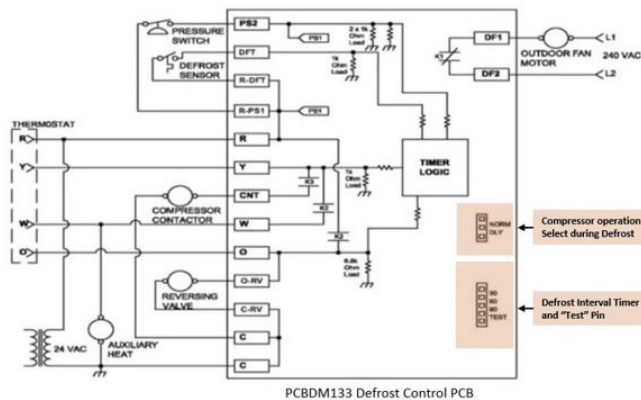 PRESSURE
SWITCH
DEFROST
SENSOR
THERMOSTAT
R
Y
W
O
COMPRESSOR
CONTACTOR
REVERSING
VALVE
24 VAC
AUXILIARY
HEAT
PS2
DFT
R-DFT
R-PS1
R
Y
CNT
W
O
O-RV
C-RV
C
C
PB1
2 x 1k
Ohm
Load
1k
Ohm
Load
PB1
K3
K2
K2
1k
Ohm
Load
6.8k
Ohm
Load
TIMER
LOGIC
K1
DF1
DF2
OUTDOOR FAN
MOTOR
L1
240 VAC
L2
NORM
DLY
Compressor operation
Select during Defrost
30
60
90
TEST
Defrost Interval Timer
and "Test" Pin
PCBDM133 Defrost Control PCB